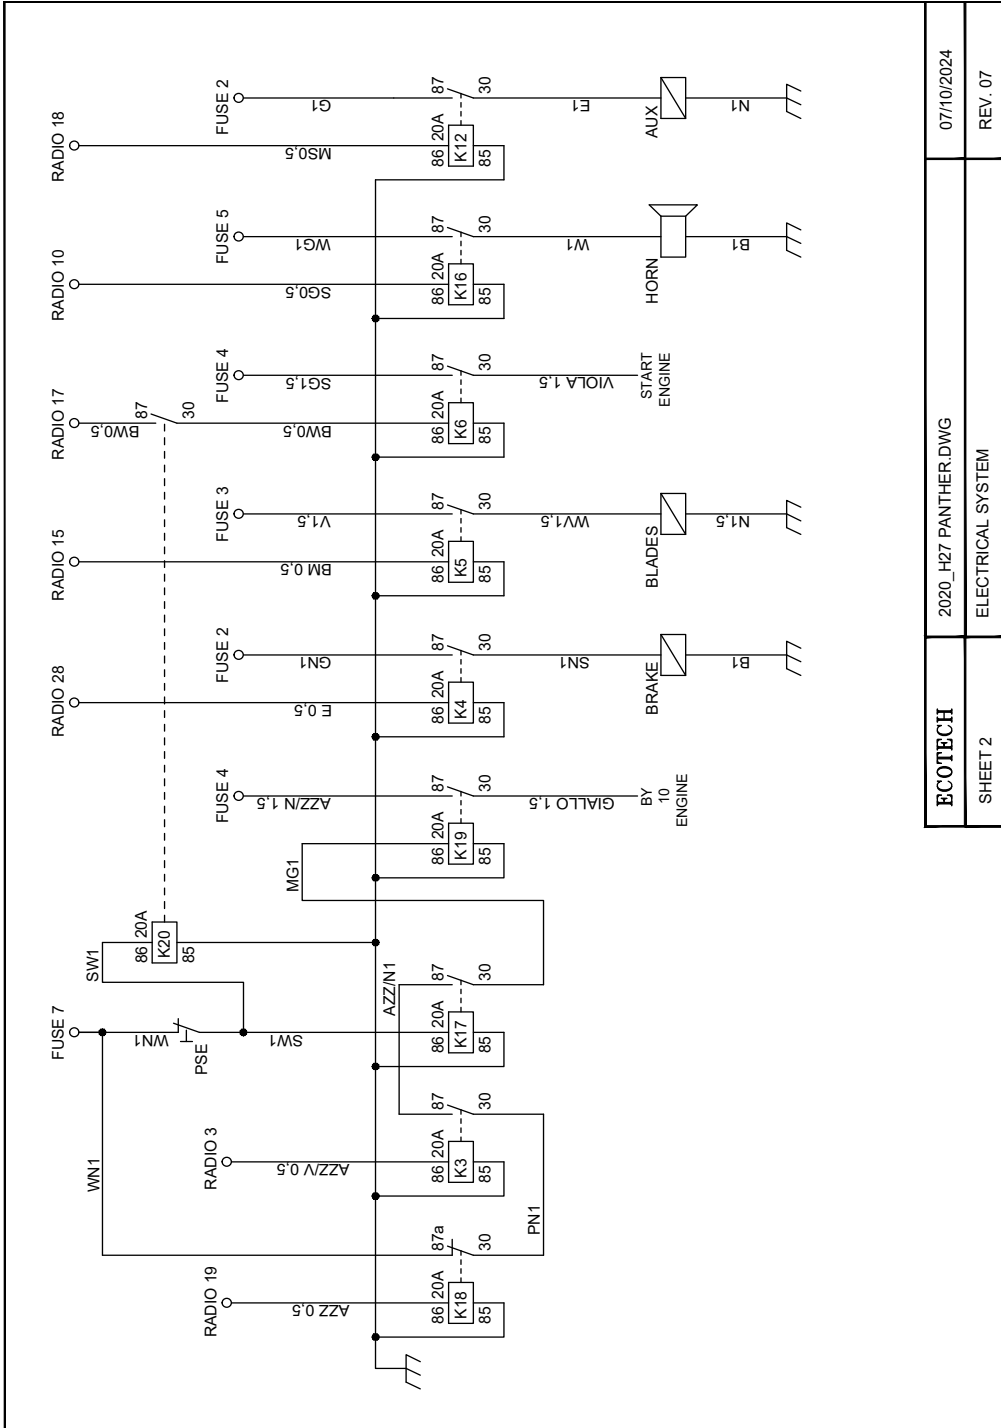 RADIO 19
AZZ 0,5
86 20A
K18
85
87a
30
WN1
PN1
RADIO 3
AZZ/V 0,5
86 20A
K3
85
87
30
FUSE 7
WN1
PSE
SW1
SW1
86 20A
K17
85
87
30
AZZ/N1
86 20A
K20
85
MG1
FUSE 4
AZZ/N 1,5
86 20A
K19
85
87
30
GIALLO 1,5
BY
10
ENGINE
RADIO 28
E 0,5
FUSE 2
GN1
86 20A
K4
85
87
30
SN1
BRAKE
B1
RADIO 15
BM 0,5
FUSE 3
V1,5
86 20A
K5
85
87
30
WV1,5
BLADES
N1,5
RADIO 17
BW0,5
87
30
BW0,5
FUSE 4
SG1,5
86 20A
K6
85
87
30
VIOLA 1,5
START
ENGINE
RADIO 10
SG0,5
FUSE 5
WG1
86 20A
K16
85
87
30
W1
HORN
B1
RADIO 18
MS0,5
FUSE 2
G1
86 20A
K12
85
87
30
E1
AUX
N1
ECOTECH
2020_H27 PANTHER.DWG
07/10/2024
SHEET 2
ELECTRICAL SYSTEM
REV. 07